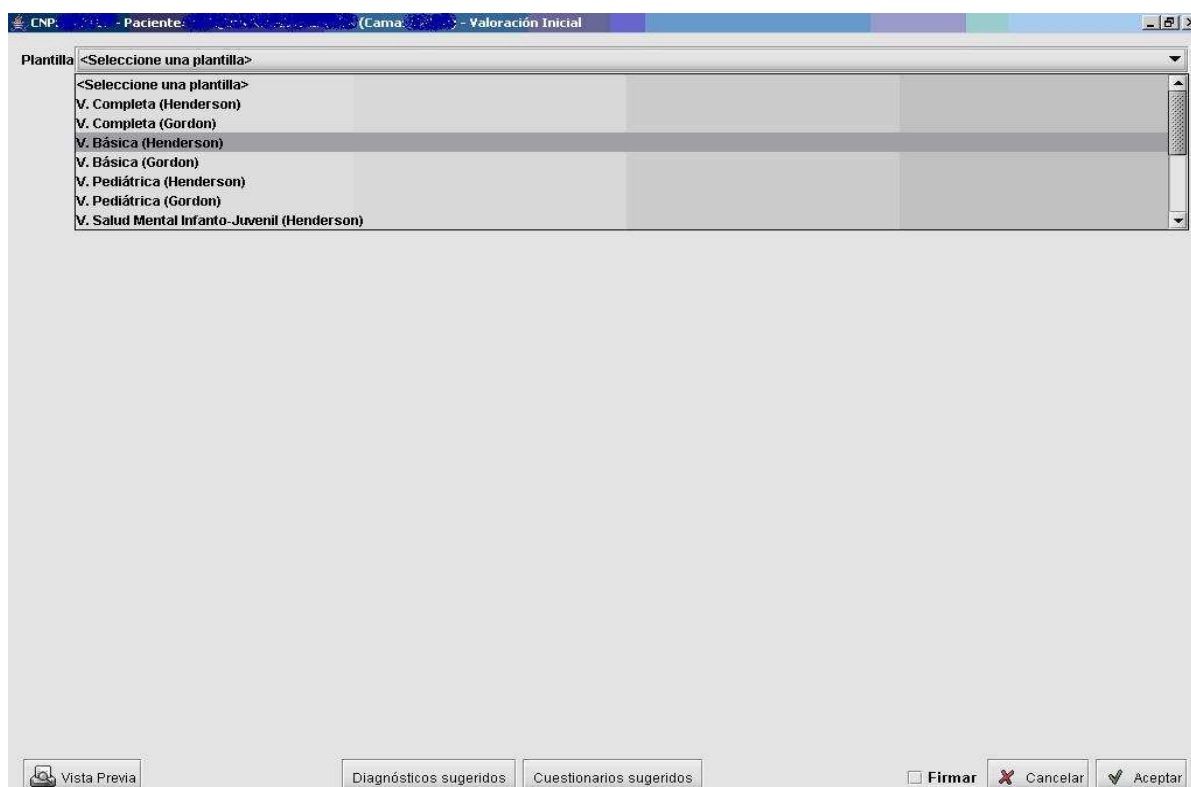 CNP: - Paciente: (Cama: ) - Valoración Inicial
Plantilla <Seleccione una plantilla>
<Seleccione una plantilla>
V. Completa (Henderson)
V. Completa (Gordon)
V. Básica (Henderson)
V. Básica (Gordon)
V. Pediátrica (Henderson)
V. Pediátrica (Gordon)
V. Salud Mental Infanto-Juvenil (Henderson)
Vista Previa Diagnósticos sugeridos Cuestionarios sugeridos Firmar Cancelar Aceptar